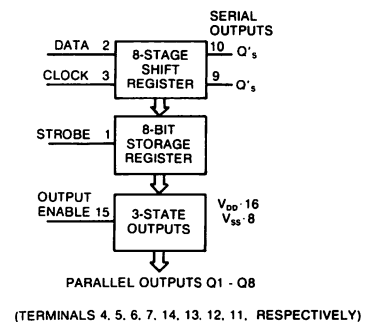 SERIAL
OUTPUTS
DATA 2
8-STAGE
SHIFT
REGISTER
10
Q's
CLOCK 3
9
Q's
STROBE 1
8-BIT
STORAGE
REGISTER
OUTPUT
ENABLE 15
3-STATE
OUTPUTS
VDD·16
VSS·8
PARALLEL OUTPUTS Q1 - Q8
(TERMINALS 4, 5, 6, 7, 14, 13, 12, 11, RESPECTIVELY)